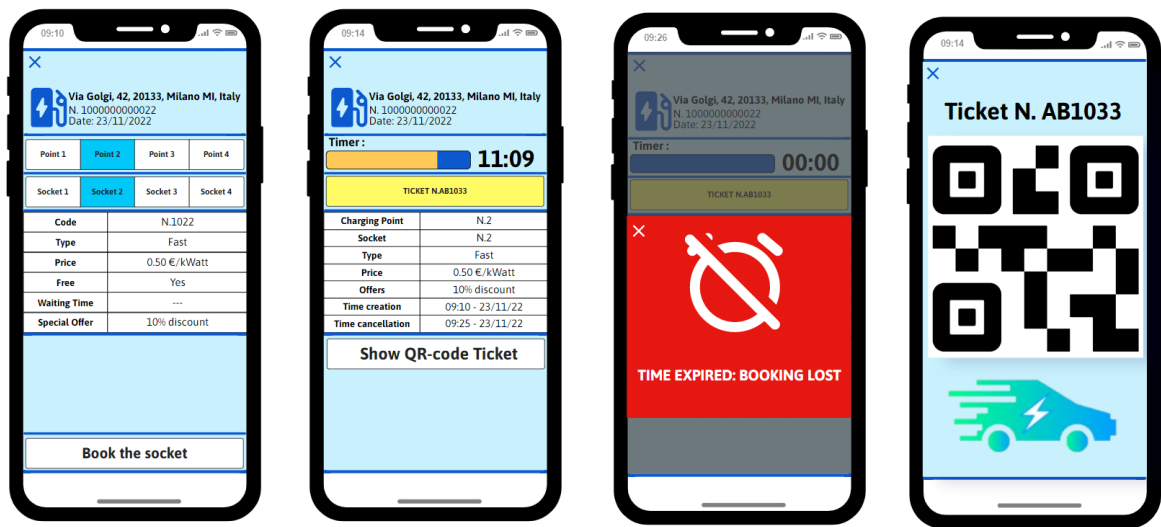 09:10
Via Golgi, 42, 20133, Milano MI, Italy
N. 1000000000022
Date: 23/11/2022
Point 1 Point 2 Point 3 Point 4
Socket 1 Socket 2 Socket 3 Socket 4
Code N.1022
Type Fast
Price 0.50 €/kWatt
Free Yes
Waiting Time ---
Special Offer 10% discount
Book the socket
09:14
Via Golgi, 42, 20133, Milano MI, Italy
N. 1000000000022
Date: 23/11/2022
Timer :
11:09
TICKET N.AB1033
Charging Point N.2
Socket N.2
Type Fast
Price 0.50 €/kWatt
Offers 10% discount
Time creation 09:10 - 23/11/22
Time cancellation 09:25 - 23/11/22
Show QR-code Ticket
09:26
Via Golgi, 42, 20133, Milano MI, Italy
N. 1000000000022
Date: 23/11/2022
Timer :
00:00
TICKET N.AB1033
TIME EXPIRED: BOOKING LOST
09:14
Ticket N. AB1033